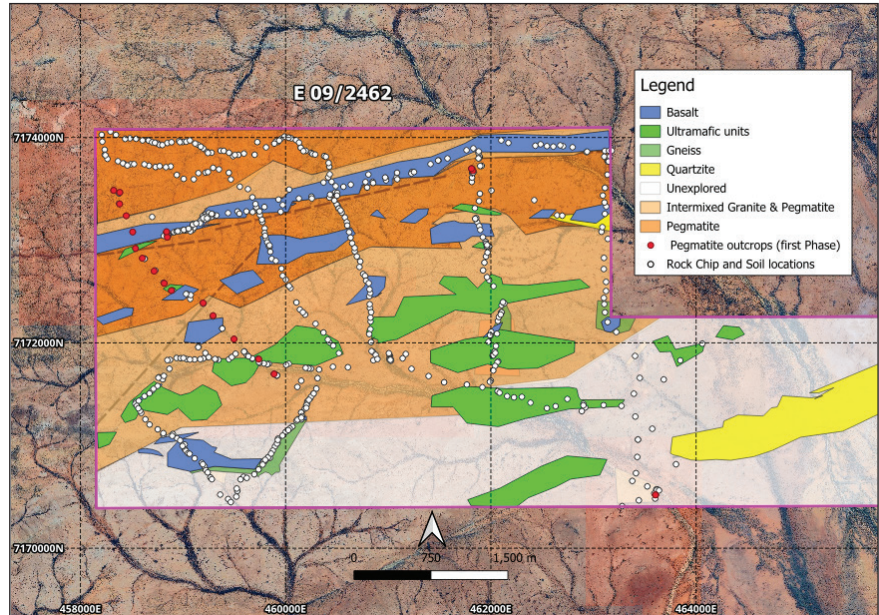 E 09/2462
Legend
Basalt
Ultramafic units
Gneiss
Quartzite
Unexplored
Intermixed Granite & Pegmatite
Pegmatite
Pegmatite outcrops (first Phase)
Rock Chip and Soil locations
7174000N
7172000N
7170000N
0 750 1,500 m
458000E 460000E 462000E 464000E